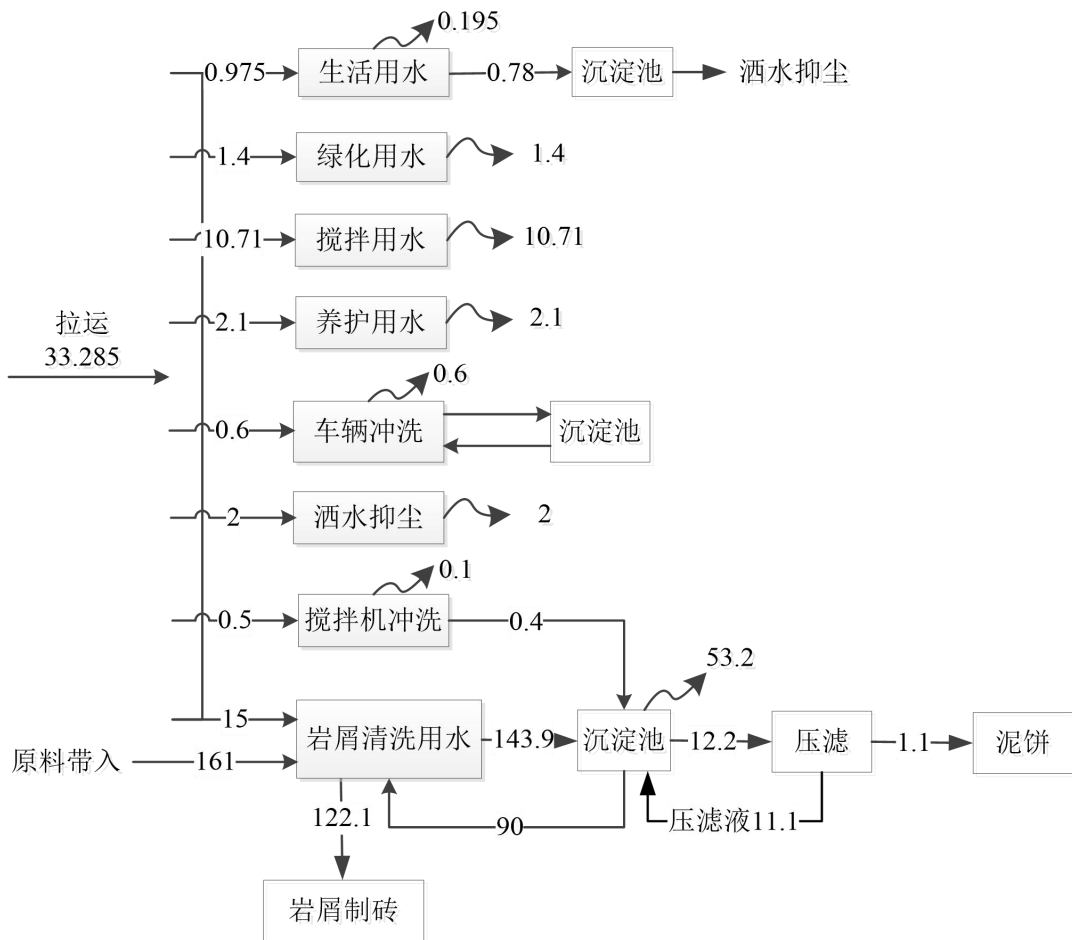 0.195
0.975
生活用水
0.78
沉淀池
洒水抑尘
1.4
绿化用水
1.4
10.71
搅拌用水
10.71
拉运
33.285
2.1
养护用水
2.1
0.6
0.6
车辆冲洗
沉淀池
2
洒水抑尘
2
0.1
0.5
搅拌机冲洗
0.4
53.2
15
原料带入
161
岩屑清洗用水
143.9
沉淀池
12.2
压滤
1.1
泥饼
122.1
90
压滤液11.1
岩屑制砖